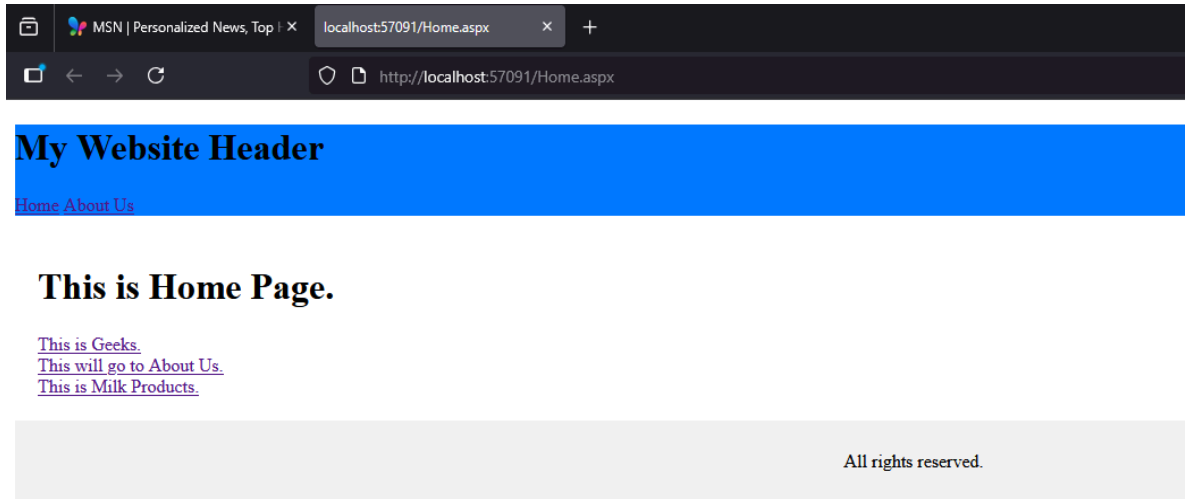 MSN | Personalized News, Top
localhost:57091/Home.aspx
http://localhost:57091/Home.aspx
My Website Header
Home About Us
This is Home Page.
This is Geeks.
This will go to About Us.
This is Milk Products.
All rights reserved.